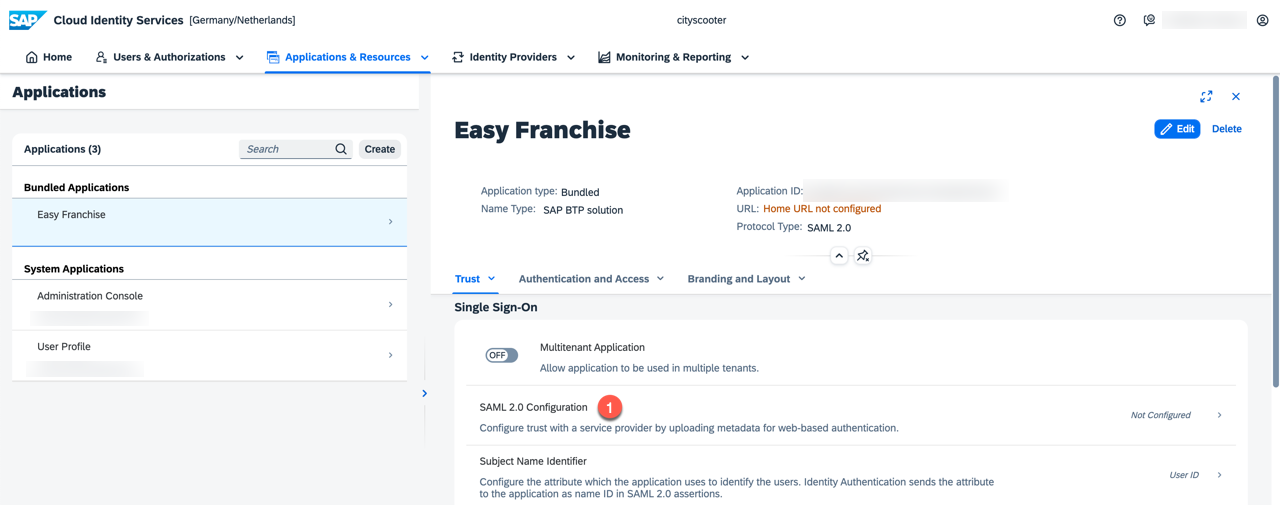 SAP Cloud Identity Services [Germany/Netherlands]
cityscooter
Home
Users & Authorizations
Applications & Resources
Identity Providers
Monitoring & Reporting
Applications
Applications (3)
Search
Create
Bundled Applications
Easy Franchise
System Applications
Administration Console
User Profile
Easy Franchise
Edit
Delete
Application type: Bundled
Name Type: SAP BTP solution
Application ID:
URL: Home URL not configured
Protocol Type: SAML 2.0
Trust
Authentication and Access
Branding and Layout
Single Sign-On
OFF
Multitenant Application
Allow application to be used in multiple tenants.
SAML 2.0 Configuration
1
Not Configured
Configure trust with a service provider by uploading metadata for web-based authentication.
Subject Name Identifier
User ID
Configure the attribute which the application uses to identify the users. Identity Authentication sends the attribute
to the application as name ID in SAML 2.0 assertions.